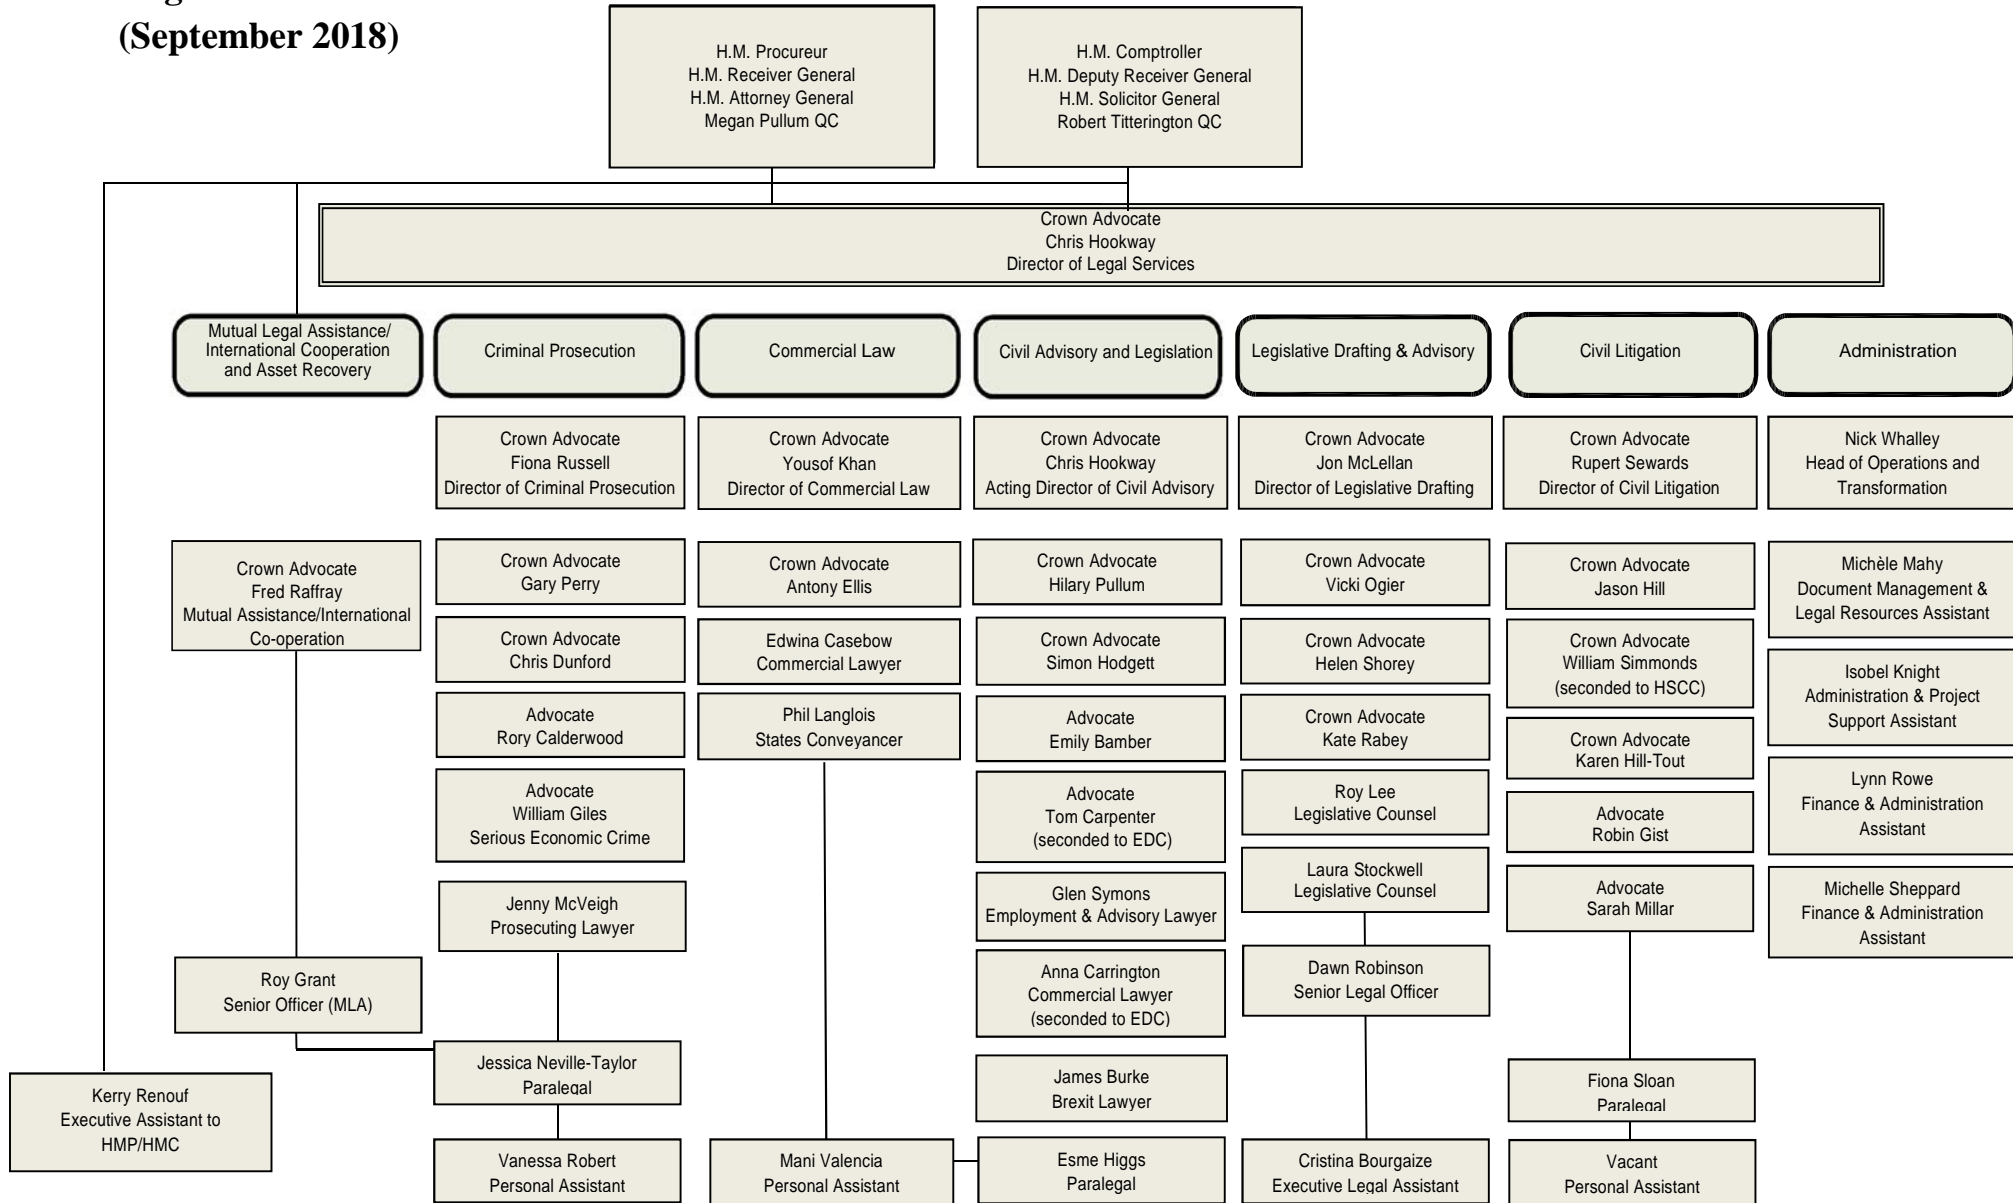 (September 2018)
H.M. Procureur
H.M. Receiver General
H.M. Attorney General
Megan Pullum QC
H.M. Comptroller
H.M. Deputy Receiver General
H.M. Solicitor General
Robert Titterington QC
Crown Advocate
Chris Hookway
Director of Legal Services
Mutual Legal Assistance/
International Cooperation
and Asset Recovery
Criminal Prosecution
Commercial Law
Civil Advisory and Legislation
Legislative Drafting & Advisory
Civil Litigation
Administration
Crown Advocate
Fiona Russell
Director of Criminal Prosecution
Crown Advocate
Yousof Khan
Director of Commercial Law
Crown Advocate
Chris Hookway
Acting Director of Civil Advisory
Crown Advocate
Jon McLellan
Director of Legislative Drafting
Crown Advocate
Rupert Sewards
Director of Civil Litigation
Nick Whalley
Head of Operations and
Transformation
Crown Advocate
Fred Raffray
Mutual Assistance/International
Co-operation
Crown Advocate
Gary Perry
Crown Advocate
Antony Ellis
Crown Advocate
Hilary Pullum
Crown Advocate
Vicki Ogier
Crown Advocate
Jason Hill
Michèle Mahy
Document Management &
Legal Resources Assistant
Crown Advocate
Chris Dunford
Edwina Casebow
Commercial Lawyer
Crown Advocate
Simon Hodgett
Crown Advocate
Helen Shorey
Crown Advocate
William Simmonds
(seconded to HSCC)
Isobel Knight
Administration & Project
Support Assistant
Advocate
Rory Calderwood
Phil Langlois
States Conveyancer
Advocate
Emily Bamber
Crown Advocate
Kate Rabey
Crown Advocate
Karen Hill-Tout
Lynn Rowe
Finance & Administration
Assistant
Advocate
William Giles
Serious Economic Crime
Advocate
Tom Carpenter
(seconded to EDC)
Roy Lee
Legislative Counsel
Advocate
Robin Gist
Jenny McVeigh
Prosecuting Lawyer
Glen Symons
Employment & Advisory Lawyer
Laura Stockwell
Legislative Counsel
Advocate
Sarah Millar
Michelle Sheppard
Finance & Administration
Assistant
Roy Grant
Senior Officer (MLA)
Anna Carrington
Commercial Lawyer
(seconded to EDC)
Dawn Robinson
Senior Legal Officer
Jessica Neville-Taylor
Paralegal
James Burke
Brexit Lawyer
Fiona Sloan
Paralegal
Kerry Renouf
Executive Assistant to
HMP/HMC
Vanessa Robert
Personal Assistant
Mani Valencia
Personal Assistant
Esme Higgs
Paralegal
Cristina Bourgaize
Executive Legal Assistant
Vacant
Personal Assistant